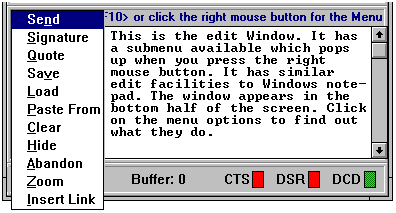 Send
Signature
Quote
Save
Load
Paste From
Clear
Hide
Abandon
Zoom
Insert Link
F10> or click the right mouse button for the Menu
This is the edit Window. It has
a submenu available which pops
up when you press the right
mouse button. It has similar
edit facilities to Windows note-
pad. The window appears in the
bottom half of the screen. Click
on the menu options to find out
what they do.
Buffer: 0 CTS DSR DCD